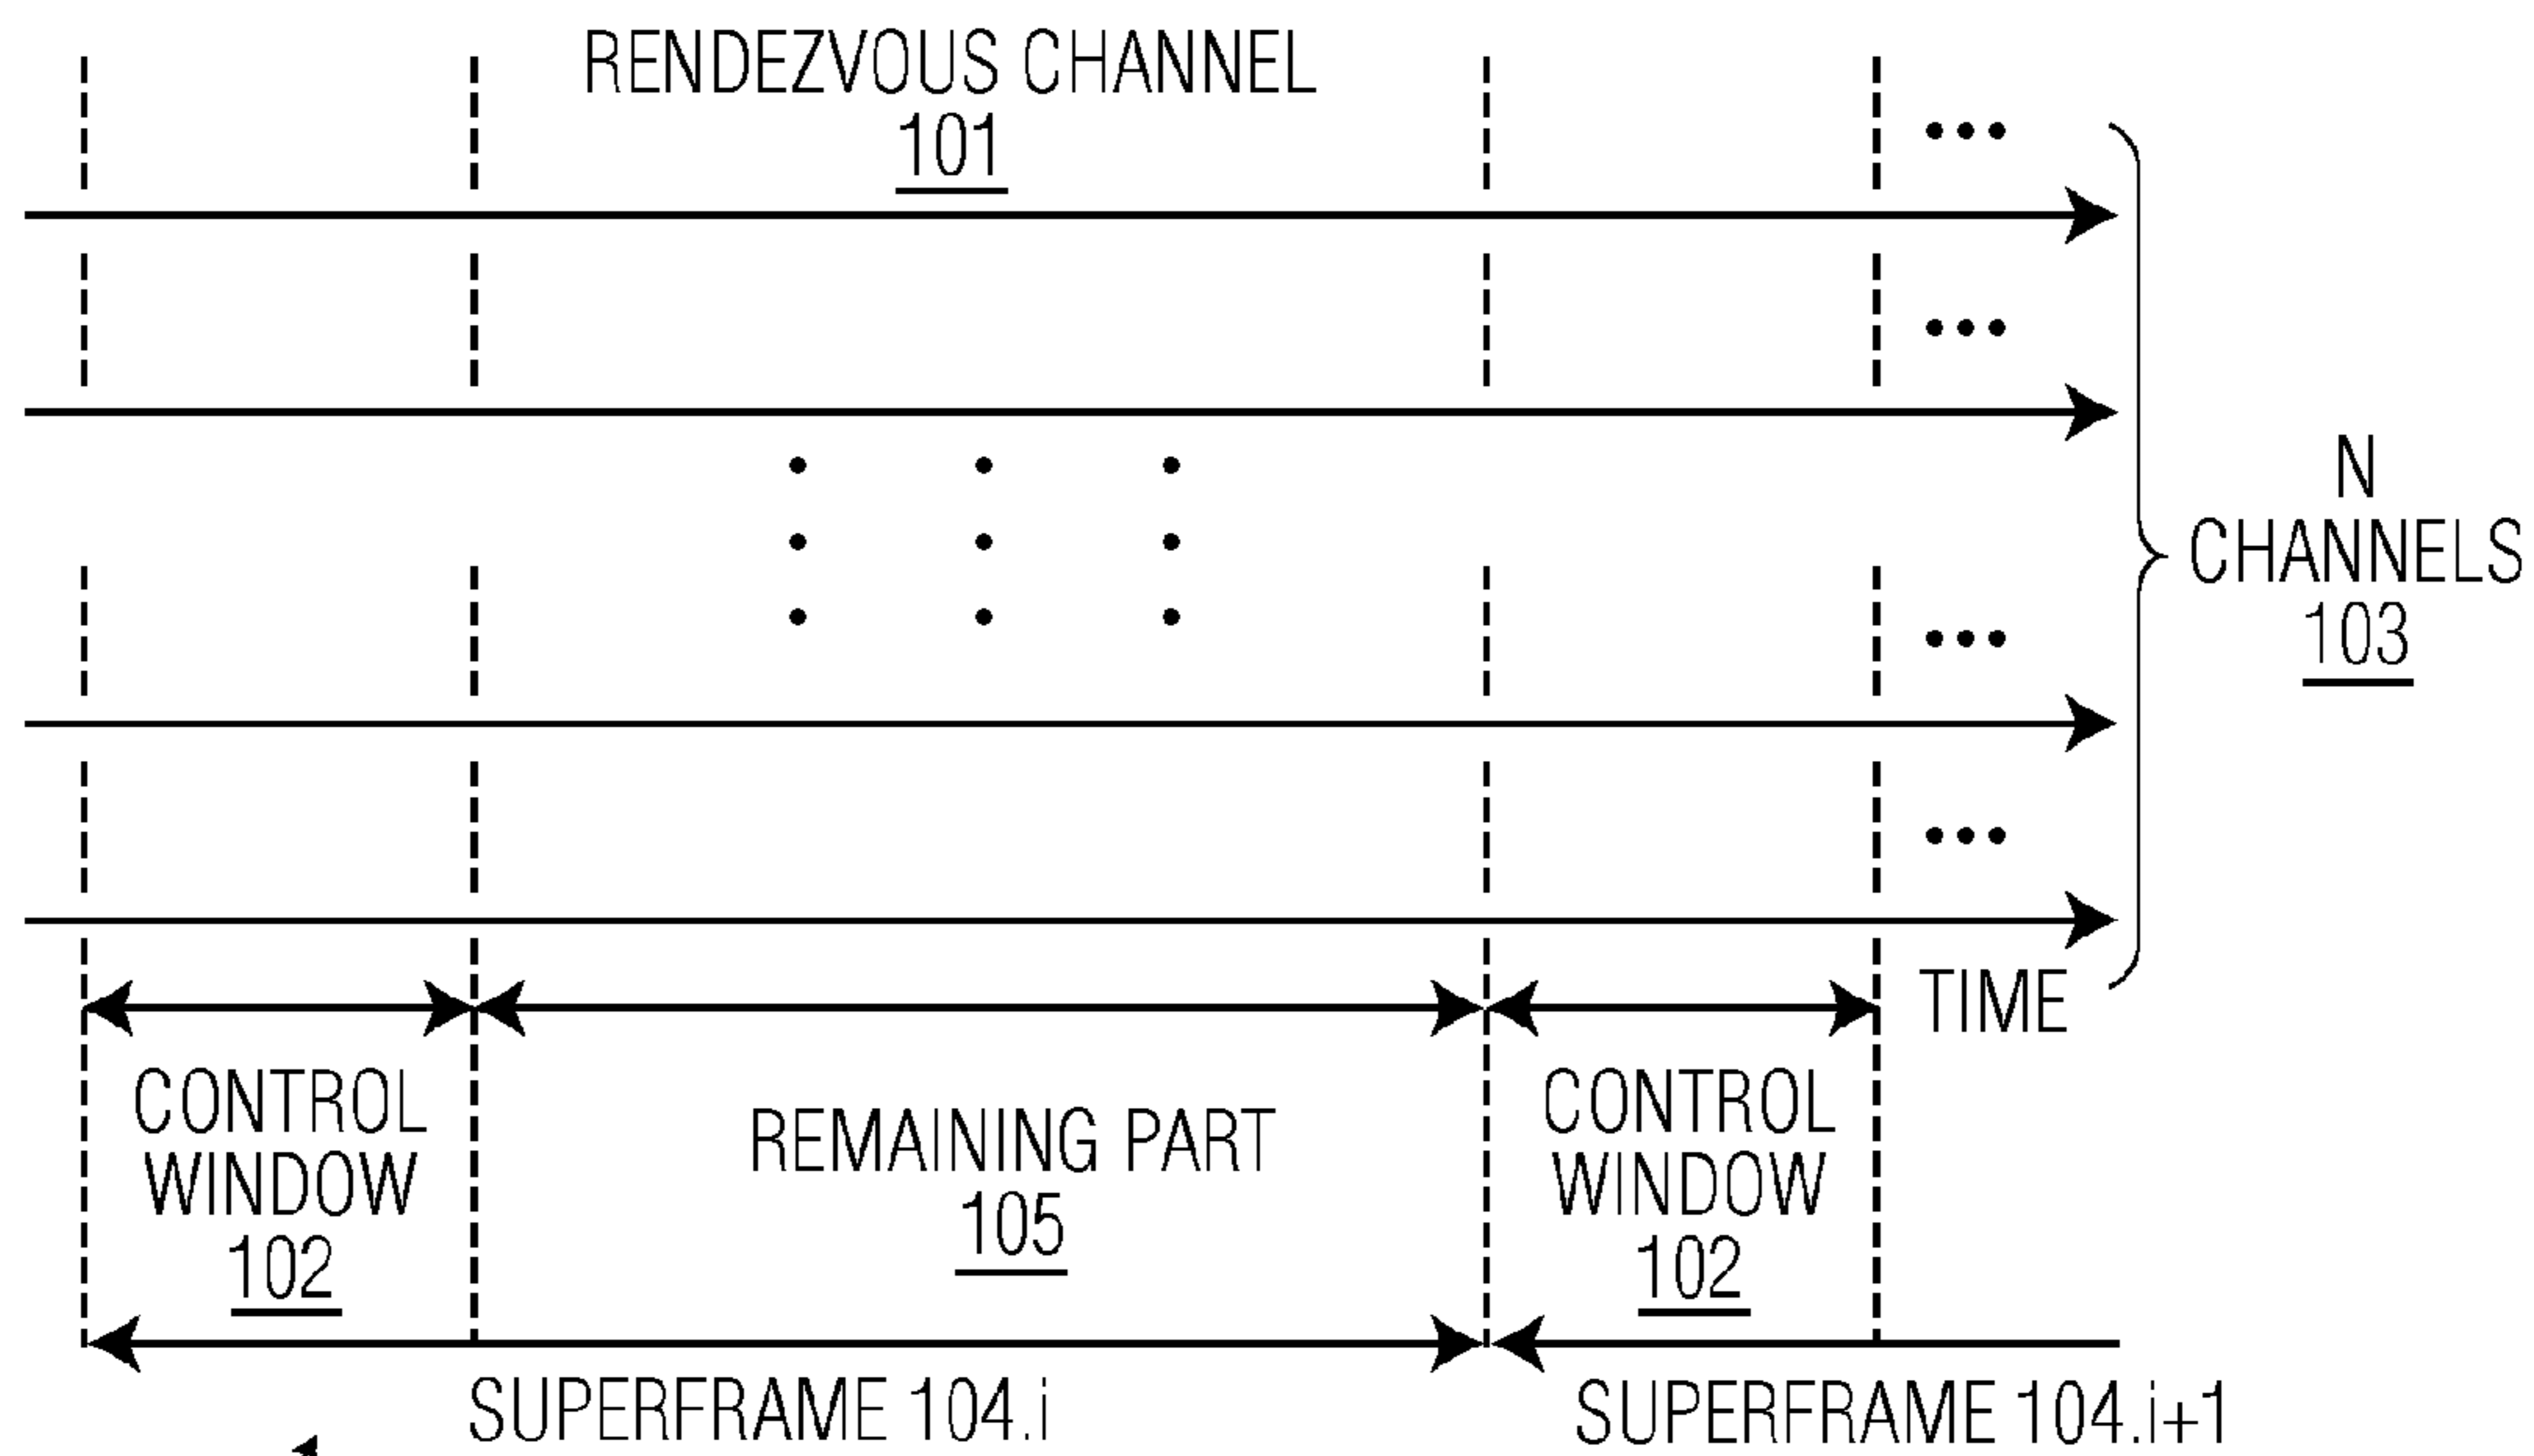 RENDEZVOUS CHANNEL
101
N
CHANNELS
103
TIME
CONTROL
WINDOW
102
REMAINING PART
105
CONTROL
WINDOW
102
SUPERFRAME 104.i
SUPERFRAME 104.i+1